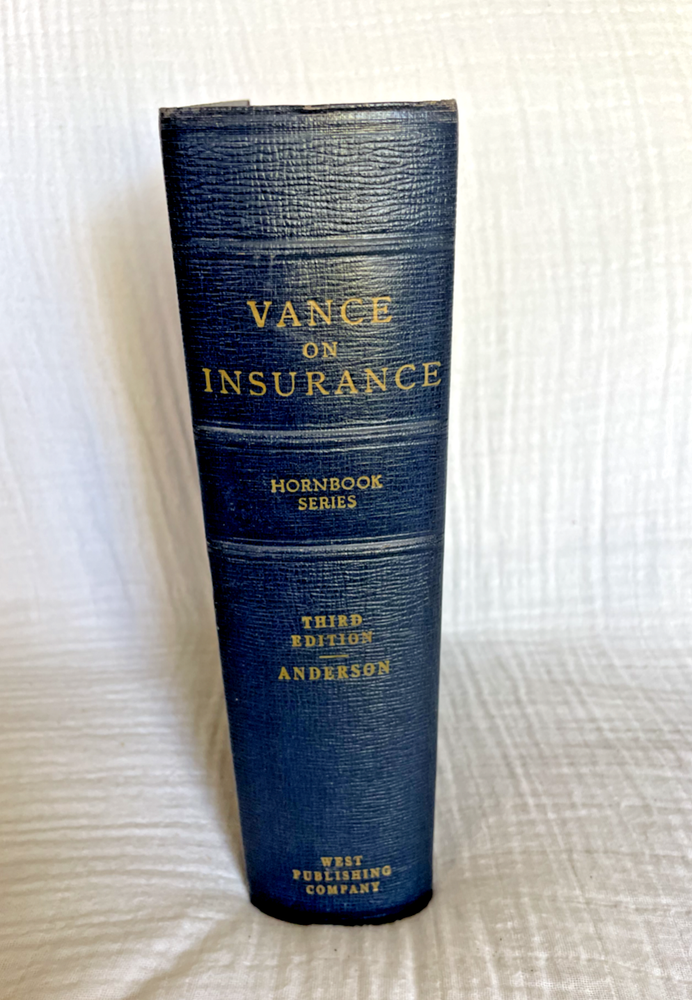 VANCE
ON
INSURANCE
HORNBOOK
SERIES
THIRD
EDITION
ANDERSON
WEST
PUBLISHING
COMPANY